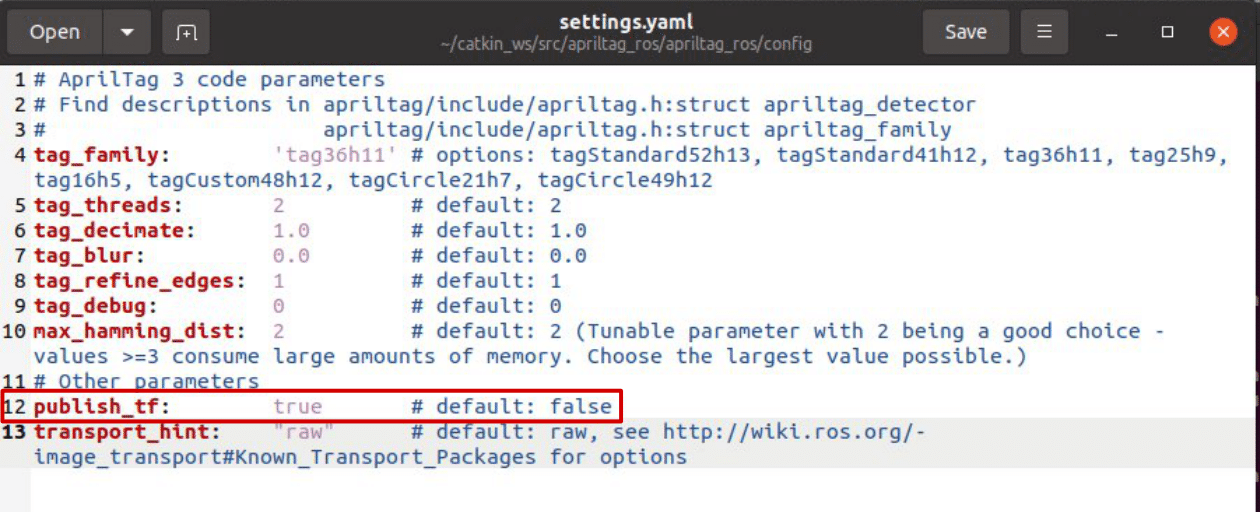 Open
settings.yaml
~/catkin_ws/src/apriltag_ros/apriltag_ros/config
Save
1 # AprilTag 3 code parameters
2 # Find descriptions in apriltag/include/apriltag.h:struct apriltag_detector
3 #                      apriltag/include/apriltag.h:struct apriltag_family
4 tag_family:        'tag36h11' # options: tagStandard52h13, tagStandard41h12, tag36h11, tag25h9,
tag16h5, tagCustom48h12, tagCircle21h7, tagCircle49h12
5 tag_threads:       2          # default: 2
6 tag_decimate:      1.0        # default: 1.0
7 tag_blur:          0.0        # default: 0.0
8 tag_refine_edges:  1          # default: 1
9 tag_debug:         0          # default: 0
10 max_hamming_dist:  2          # default: 2 (Tunable parameter with 2 being a good choice -
values >=3 consume large amounts of memory. Choose the largest value possible.)
11 # Other parameters
12 publish_tf:        true       # default: false
13 transport_hint:    "raw"      # default: raw, see http://wiki.ros.org/-
image_transport#Known_Transport_Packages for options